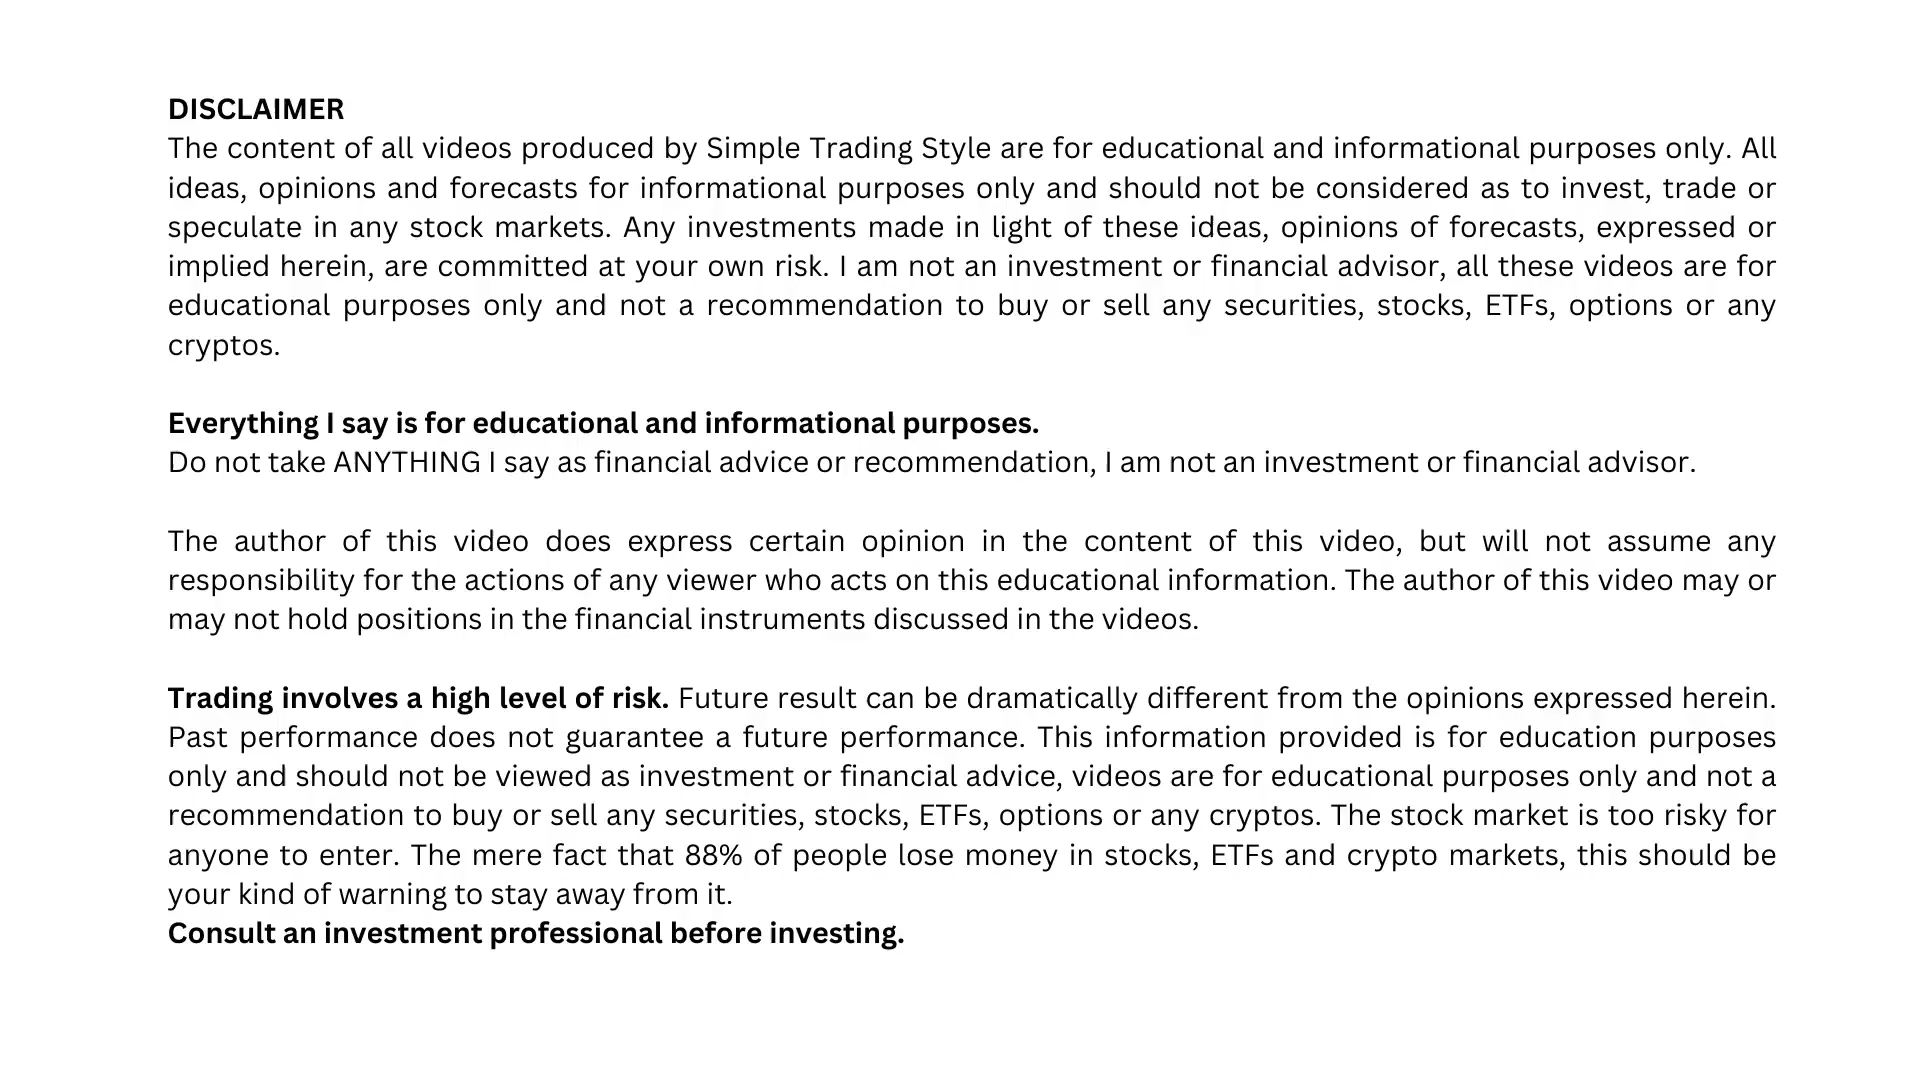 DISCLAIMER
The content of all videos produced by Simple Trading Style are for educational and informational purposes only. All
ideas, opinions and forecasts for informational purposes only and should not be considered as to invest, trade or
speculate in any stock markets. Any investments made in light of these ideas, opinions of forecasts, expressed or
implied herein, are committed at your own risk. I am not an investment or financial advisor, all these videos are for
educational purposes only and not a recommendation to buy or sell any securities, stocks, ETFs, options or any
cryptos.
Everything I say is for educational and informational purposes.
Do not take ANYTHING I say as financial advice or recommendation, I am not an investment or financial advisor.
The author of this video does express certain opinion in the content of this video, but will not assume any
responsibility for the actions of any viewer who acts on this educational information. The author of this video may or
may not hold positions in the financial instruments discussed in the videos.
Trading involves a high level of risk. Future result can be dramatically different from the opinions expressed herein.
Past performance does not guarantee a future performance. This information provided is for education purposes
only and should not be viewed as investment or financial advice, videos are for educational purposes only and not a
recommendation to buy or sell any securities, stocks, ETFs, options or any cryptos. The stock market is too risky for
anyone to enter. The mere fact that 88% of people lose money in stocks, ETFs and crypto markets, this should be
your kind of warning to stay away from it.
Consult an investment professional before investing.